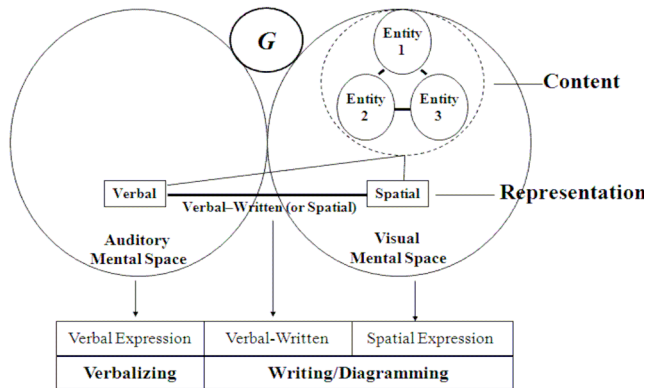 G
Entity
1
Entity
2
Entity
3
Content
Verbal
Spatial
Representation
Verbal–Written (or Spatial)
Auditory
Mental Space
Visual
Mental Space
Verbal Expression
Verbal-Written
Spatial Expression
Verbalizing
Writing/Diagramming